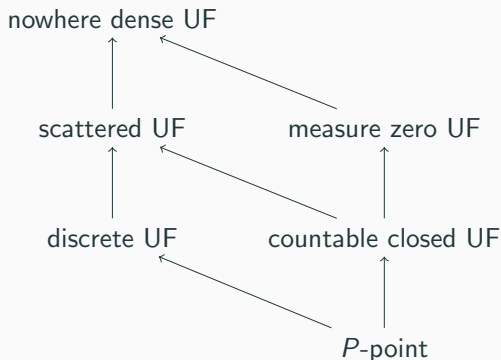 nowhere dense UF
scattered UF measure zero UF
discrete UF countable closed UF
P-point